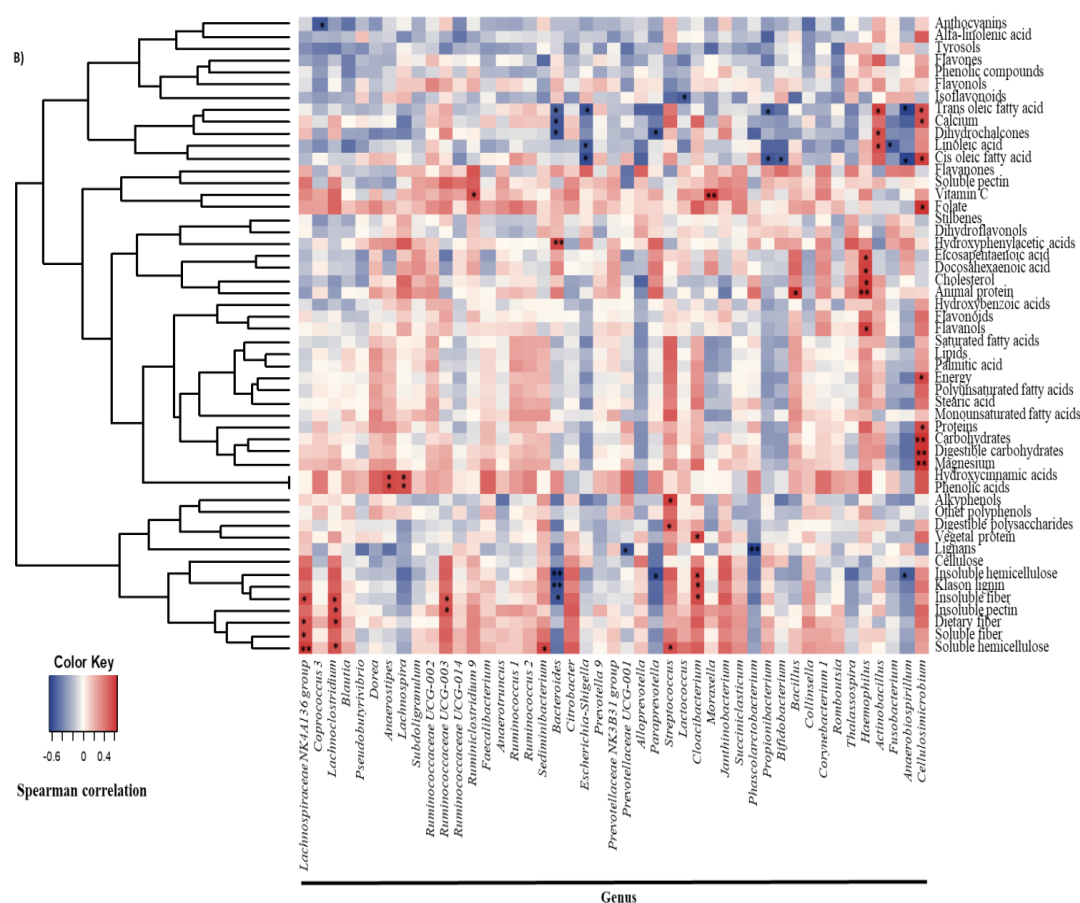 B)
Anthocyanins
Alfa-linolenic acid
Tyrosols
Flavones
Phenolic compounds
Flavonols
Isoflavonoids
Trans oleic fatty acid
Calcium
Dihydrochalcones
Linoleic acid
Cis oleic fatty acid
Flavanones
Soluble pectin
Vitamin C
Folate
Stilbenes
Dihydroflavonols
Hydroxyphenylacetic acids
Eicosapentaenoic acid
Docosahexaenoic acid
Cholesterol
Animal protein
Hydroxybenzoic acids
Flavonoids
Flavanols
Saturated fatty acids
Lipids
Palmitic acid
Energy
Polyunsaturated fatty acids
Stearic acid
Monounsaturated fatty acids
Proteins
Carbohydrates
Digestible carbohydrates
Magnesium
Hydroxycinnamic acids
Phenolic acids
Alkyphenols
Other polyphenols
Digestible polysaccharides
Vegetal protein
Lignans
Cellulose
Insoluble hemicellulose
Klason lignin
Insoluble fiber
Insoluble pectin
Dietary fiber
Soluble fiber
Soluble hemicellulose
Color Key
-0.6 0 0.4
Spearman correlation
Lachnospiraceae NK4A136 group
Coprococcus 3
Lachnoclostridium
Blautia
Pseudobutyrivibrio
Dorea
Anaerostipes
Lachnospira
Subdoligranulum
Ruminococcaceae UCG-002
Ruminococcaceae UCG-003
Ruminococcaceae UCG-014
Rumiclostridium 9
Faecalibacterium
Anaerotruncus
Ruminococcus 1
Ruminococcus 2
Sediminibacterium
Bacteroides
Citrobacter
Escherichia-Shigella
Prevotella 9
Prevotellaceae NK3B31 group
Prevotellaceae UCG-001
Alloprevotella
Paraprevotella
Streptococcus
Lactococcus
Cloacibacterium
Moraxella
Janthinobacterium
Succiniclasticum
Phascolarctobacterium
Propionibacterium
Bifidobacterium
Bacillus
Collinsella
Corynebacterium 1
Romboutsia
Thalassospira
Haemophilus
Actinobacillus
Fusobacterium
Anaerobiospirillum
Cellulosimicrobium
Genus